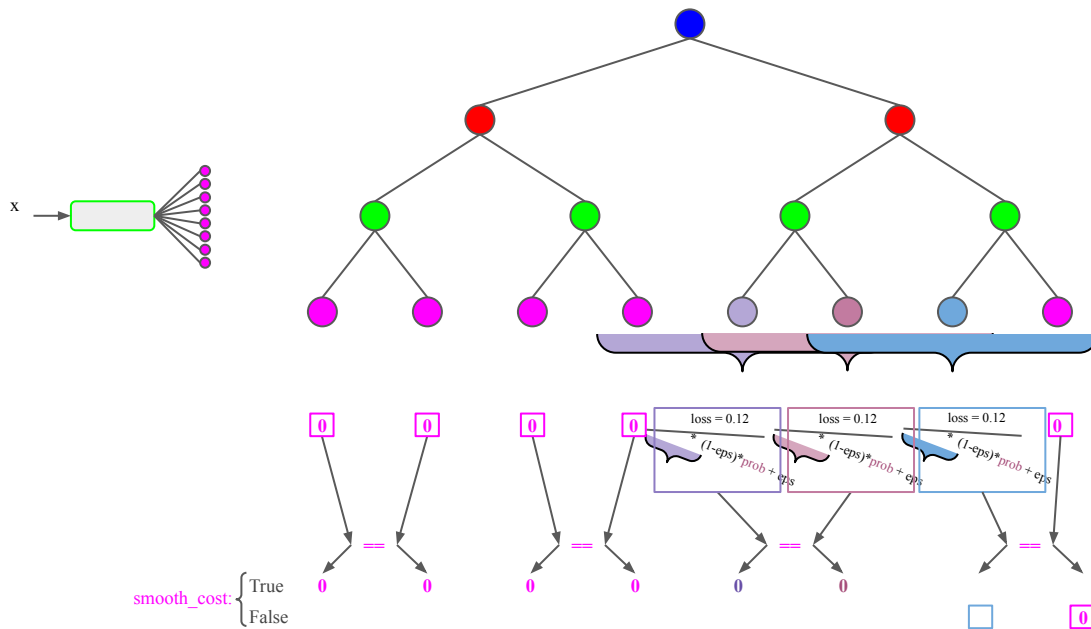 x
0
0
0
0
loss = 0.12
* (1-eps)*prob + eps
loss = 0.12
* (1-eps)*prob + eps
loss = 0.12
* (1-eps)*prob + eps
0
==
==
==
==
smooth_cost:
True
0
0
0
0
0
0
False
0